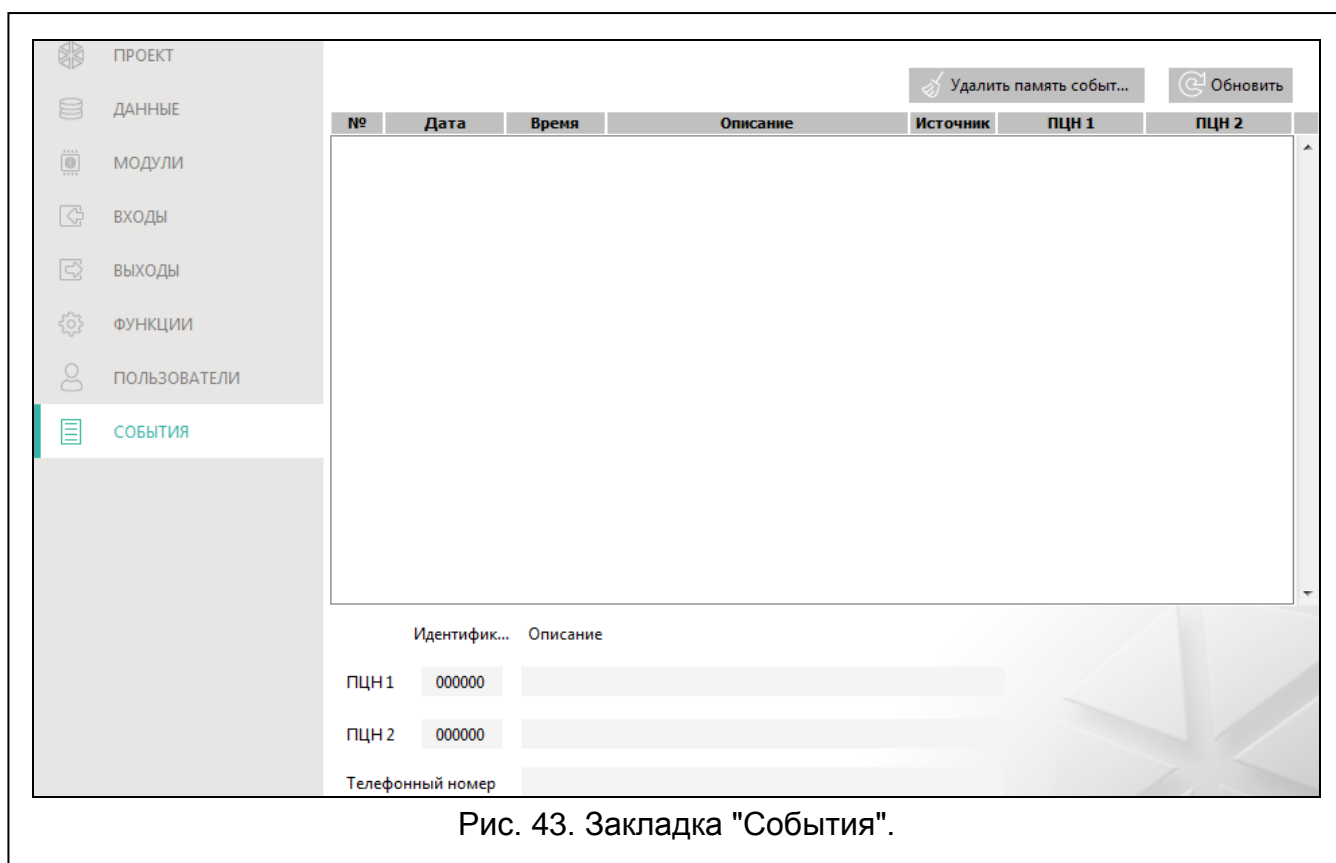 ПРОЕКТ
ДАННЫЕ
МОДУЛИ
ВХОДЫ
ВЫХОДЫ
ФУНКЦИИ
ПОЛЬЗОВАТЕЛИ
СОБЫТИЯ
Удалить память событ... Обновить
№ Дата Время Описание Источник ПЦН 1 ПЦН 2
Идентифик... Описание
ПЦН 1 000000
ПЦН 2 000000
Телефонный номер
Рис. 43. Закладка "События".